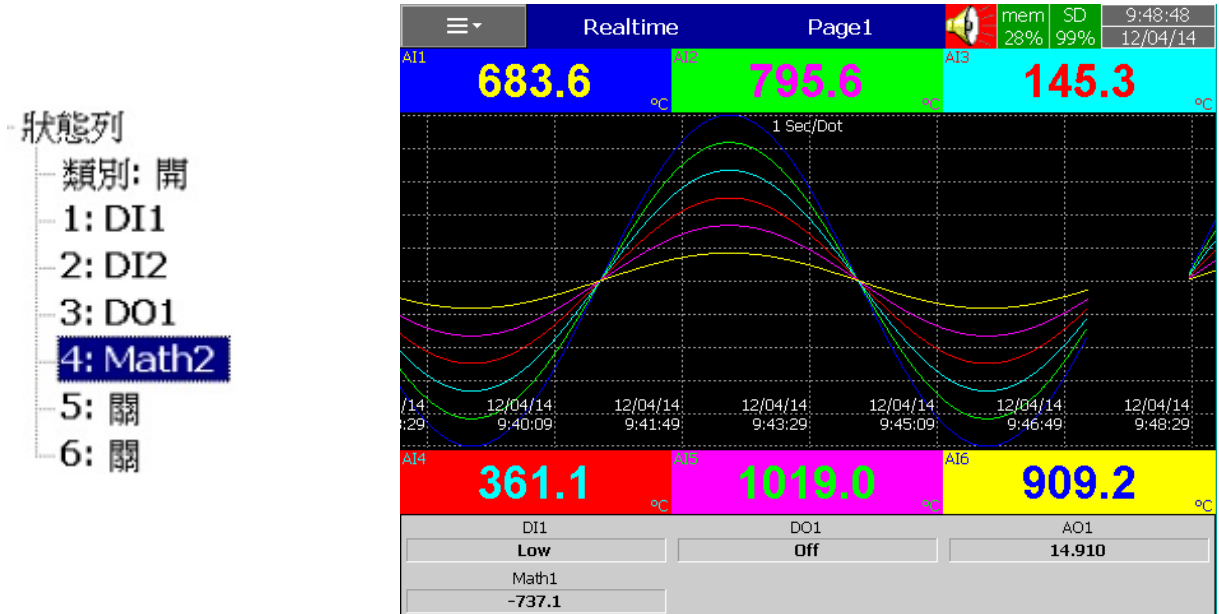 狀態列
類別: 開
1: DI1
2: DI2
3: DO1
4: Math2
5: 關
6: 關
Realtime Page1 mem SD 9:48:48
28% 99% 12/04/14
AI1 AI2 AI3
683.6 °C 795.6 °C 145.3 °C
1 Sec/Dot
/14 12/04/14 12/04/14 12/04/14 12/04/14 12/04/14 12/04/14
:29 9:40:09 9:41:49 9:43:29 9:45:09 9:46:49 9:48:29
AI4 AI5 AI6
361.1 °C 1019.0 °C 909.2 °C
DI1 DO1 AO1
Low Off 14.910
Math1
-737.1